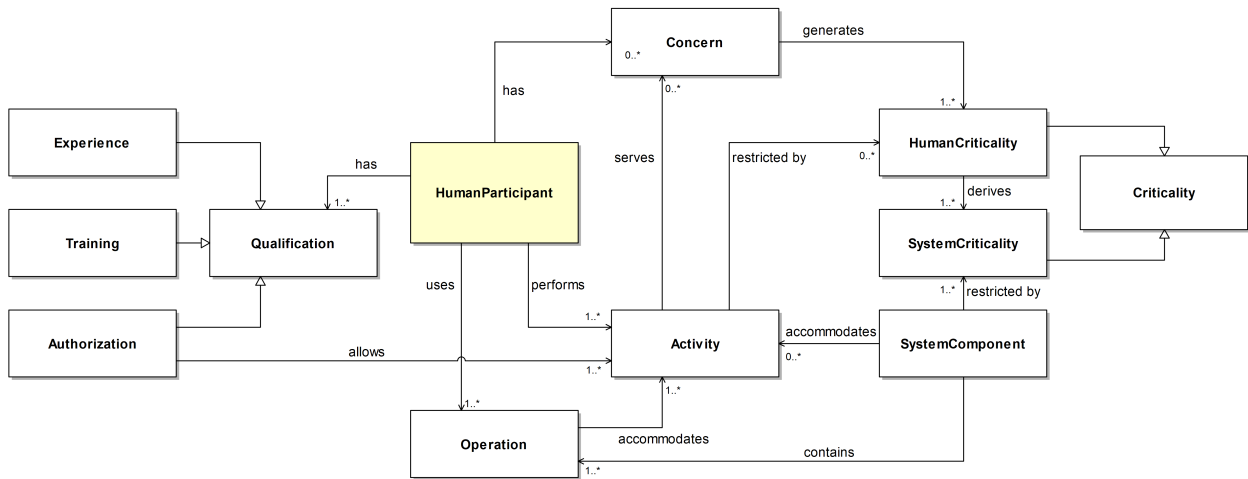 Concern
generates
0..*
0..*
has
1..*
Experience
HumanCriticality
serves
restricted by
0..*
has
Criticality
HumanParticipant
derives
1..*
1..*
Training
Qualification
SystemCriticality
uses
performs
1..*
restricted by
1..*
accommodates
Authorization
Activity
SystemComponent
allows
0..*
1..*
1..*
1..*
accommodates
Operation
contains
1..*